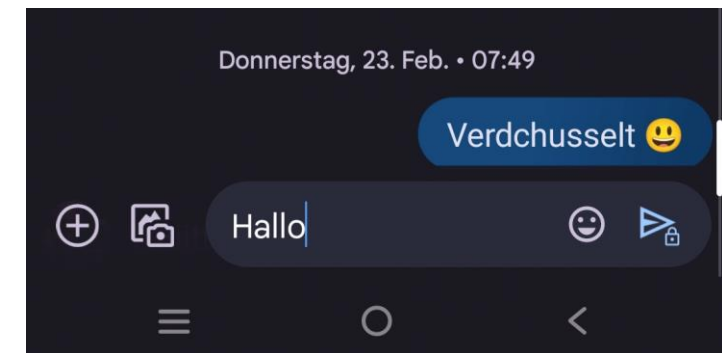 Donnerstag, 23. Feb. • 07:49
Verdchusselt 😃
Hallo